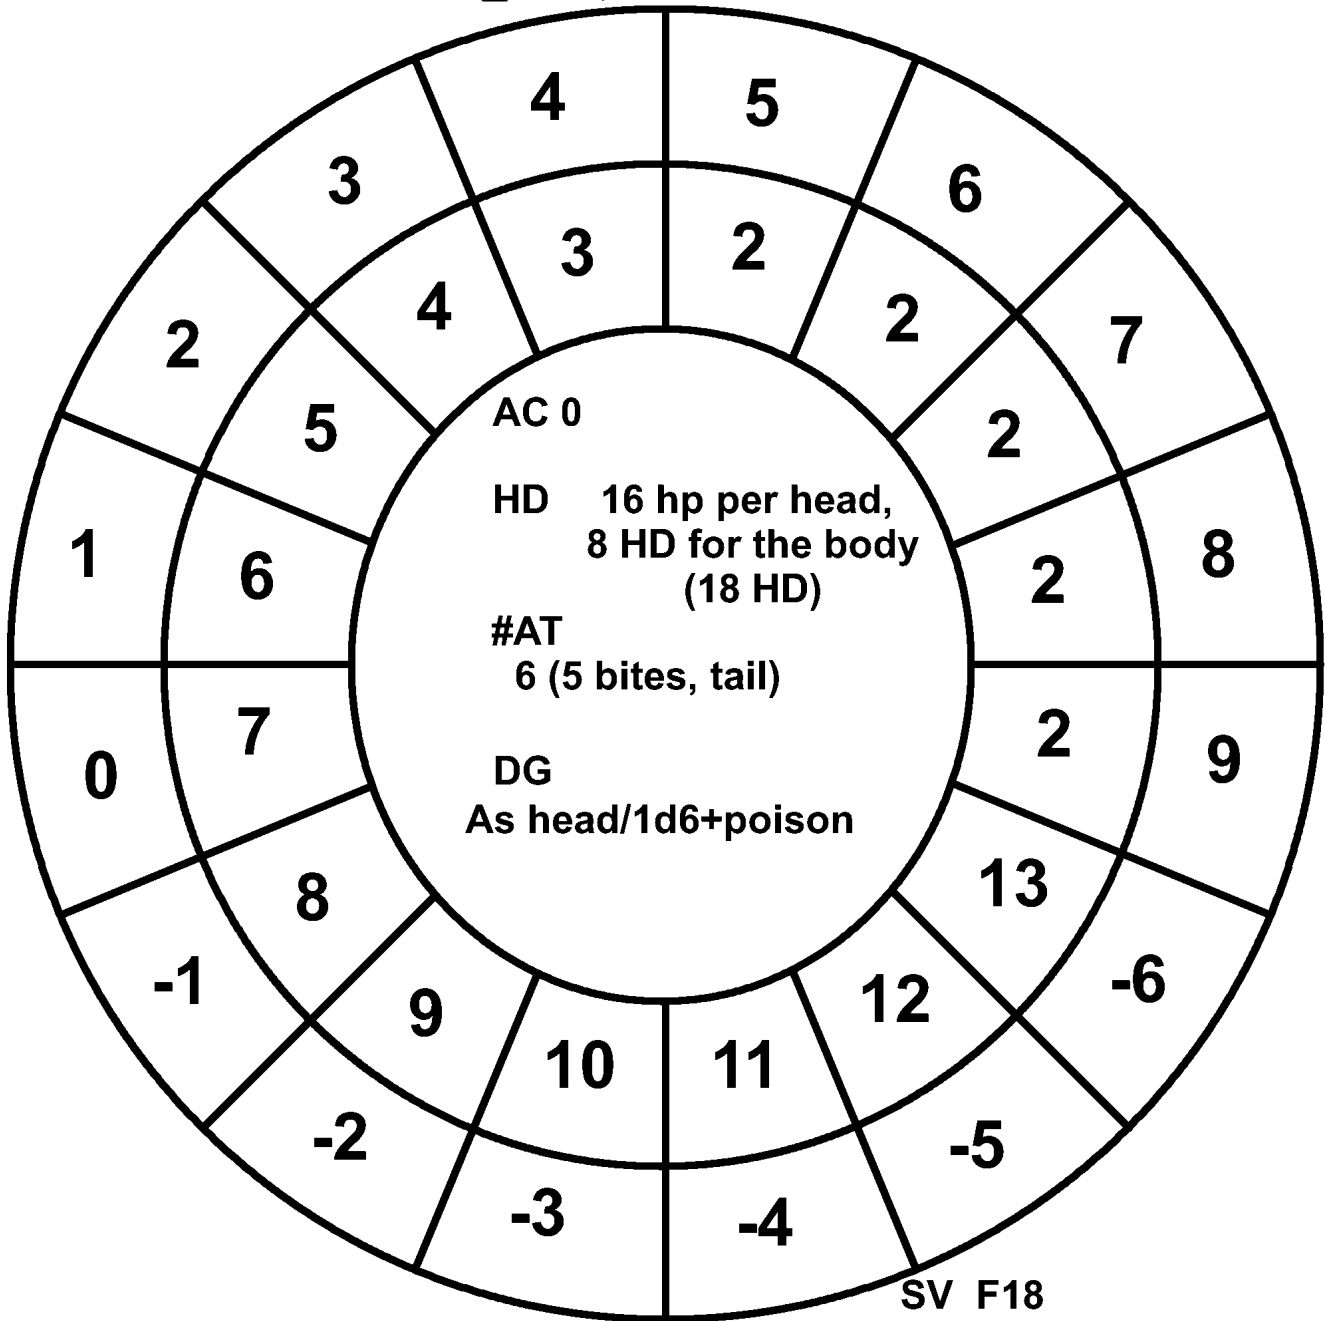 4 5
3 6
3 2
4 2
2 7
5 2
AC 0
HD 16 hp per head,
8 HD for the body
(18 HD)
1 8
6 2
#AT
6 (5 bites, tail)
7 2
0 9
DG
As head/1d6+poison
8 13
-1 -6
9 12
10 11
-2 -5
-3 -4
SV F18